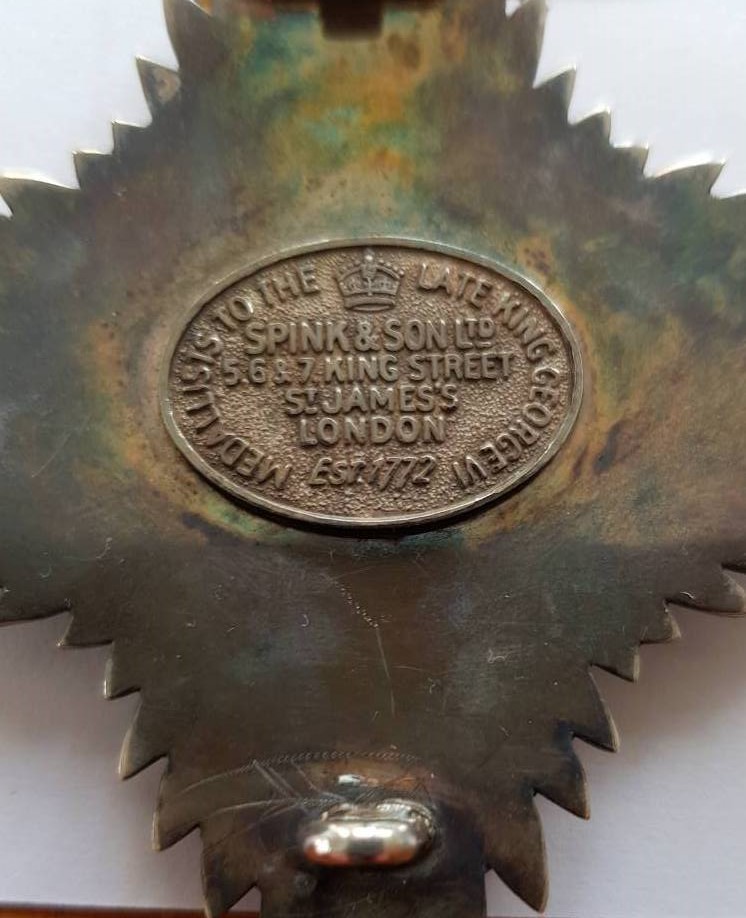 MEDALLISTS TO THE LATE KING GEORGE VI
SPINK & SON LTD
5.6 & 7. KING STREET
ST JAMES'S
LONDON
Est. 1772